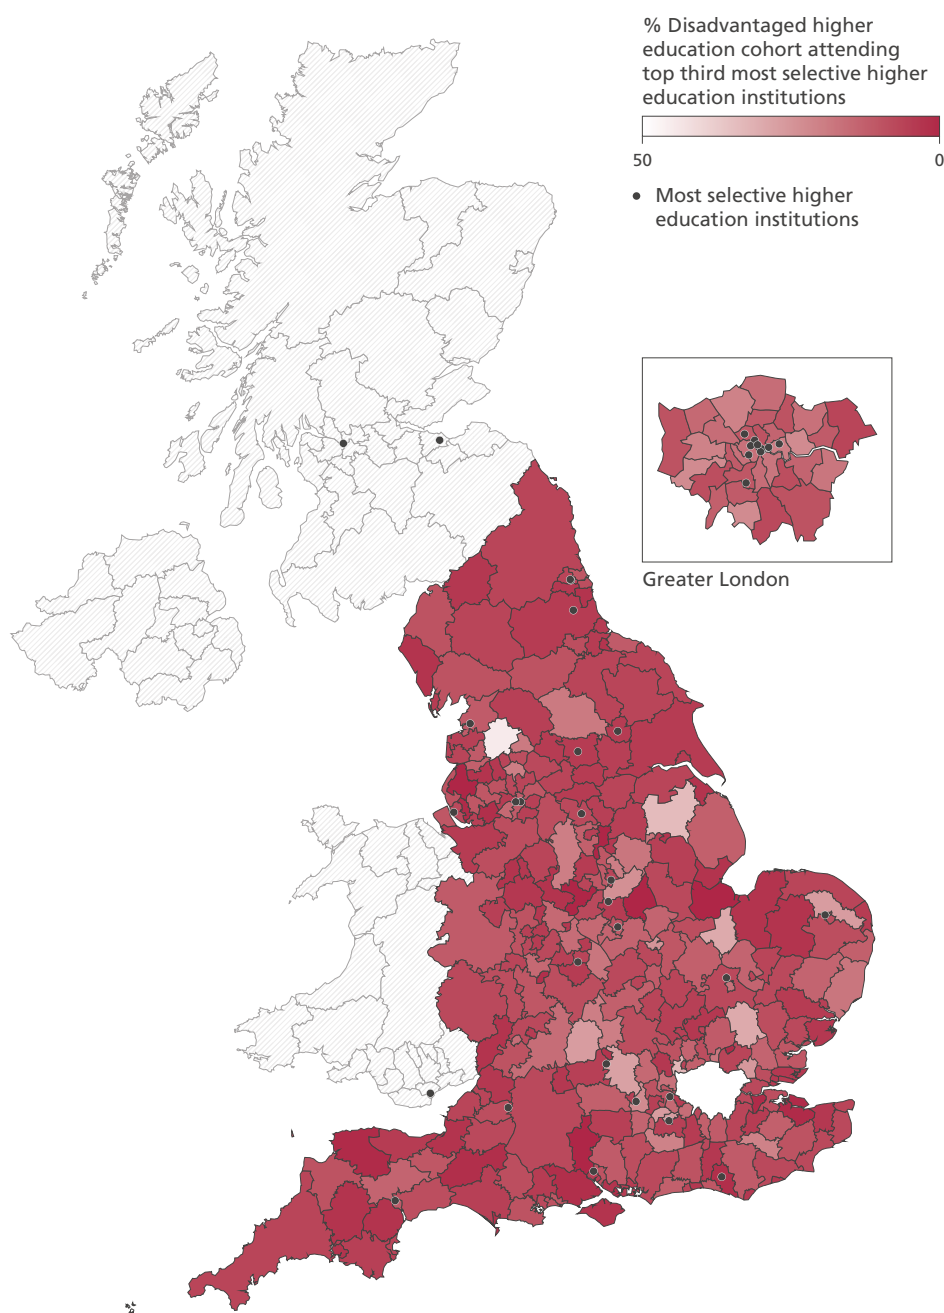 % Disadvantaged higher
education cohort attending
top third most selective higher
education institutions
50
0
Most selective higher
education institutions
Greater London